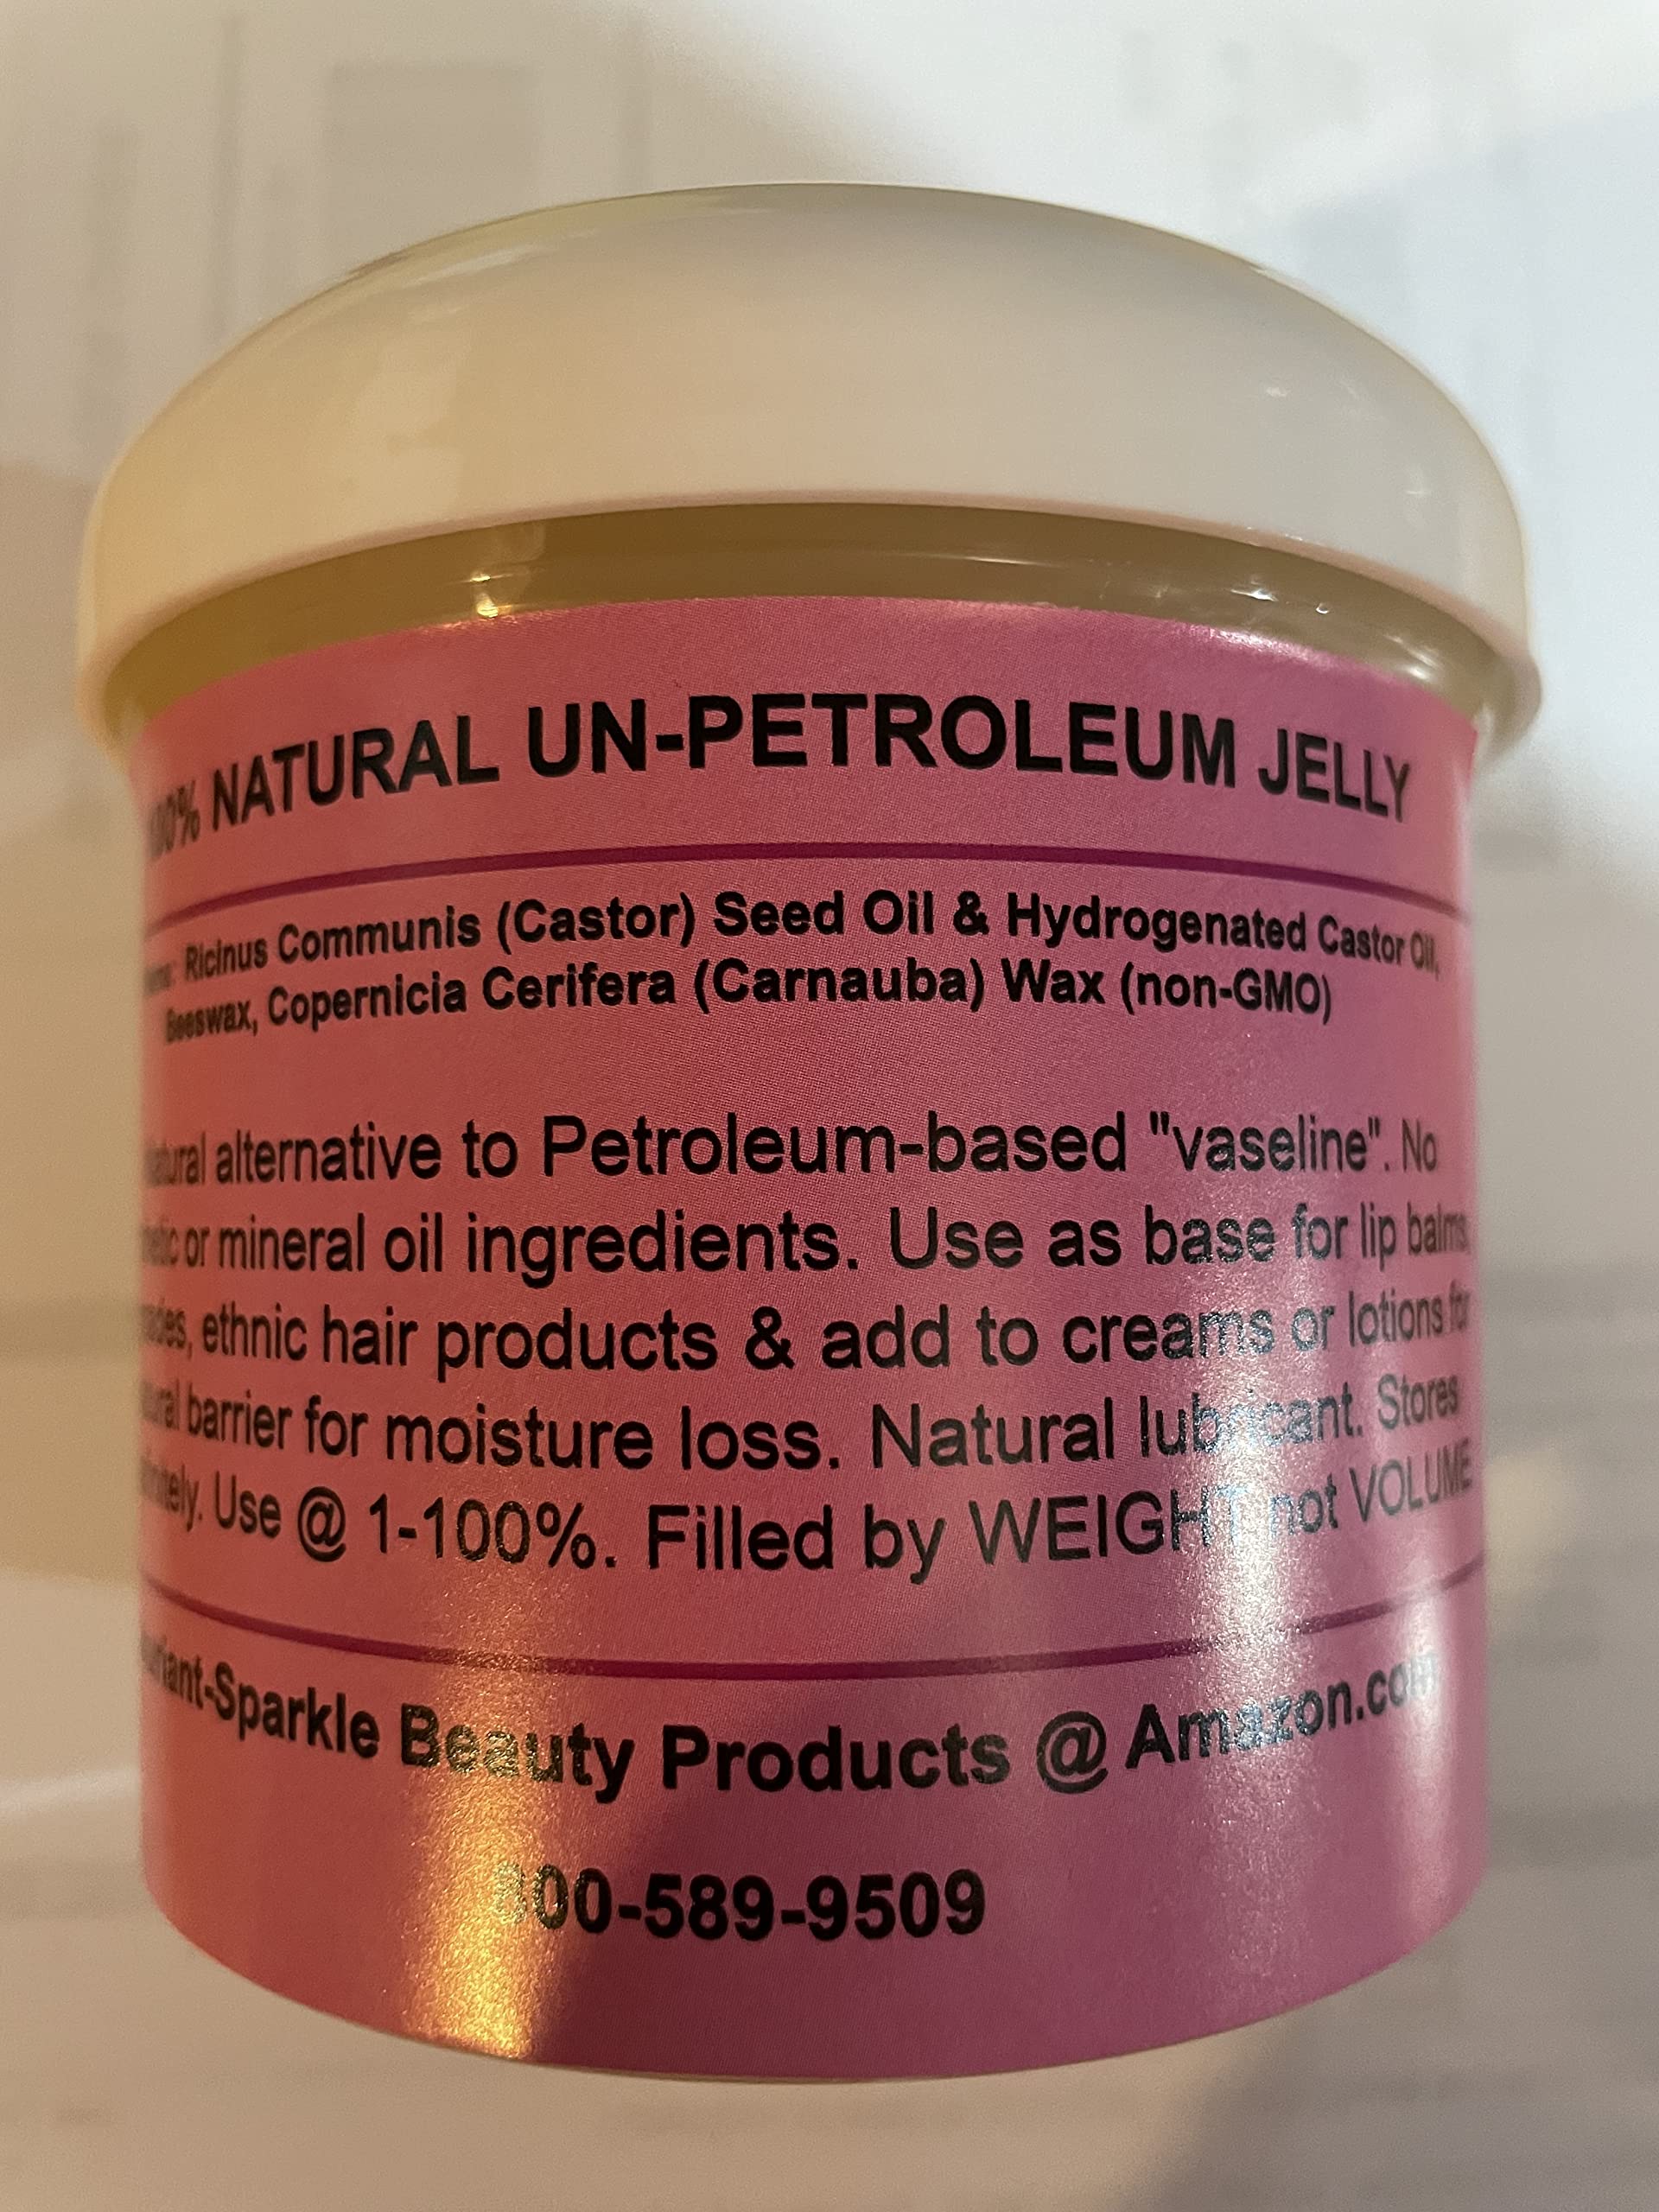 NATURAL UN-PETROLEUM JELLY
Ricinus Communis (Castor) Seed Oil & Hydrogenated Castor Oil,
Beeswax, Copernicia Cerifera (Carnauba) Wax (non-GMO)
alternative to Petroleum-based "vaseline". No
or mineral oil ingredients. Use as base for lip balms,
ethnic hair products & add to creams or lotions for
barrier for moisture loss. Natural lubricant. Stores
Use @ 1-100%. Filled by WEIGHT not VOLUME
Beauty Products @ Amazon.com
800-589-9509